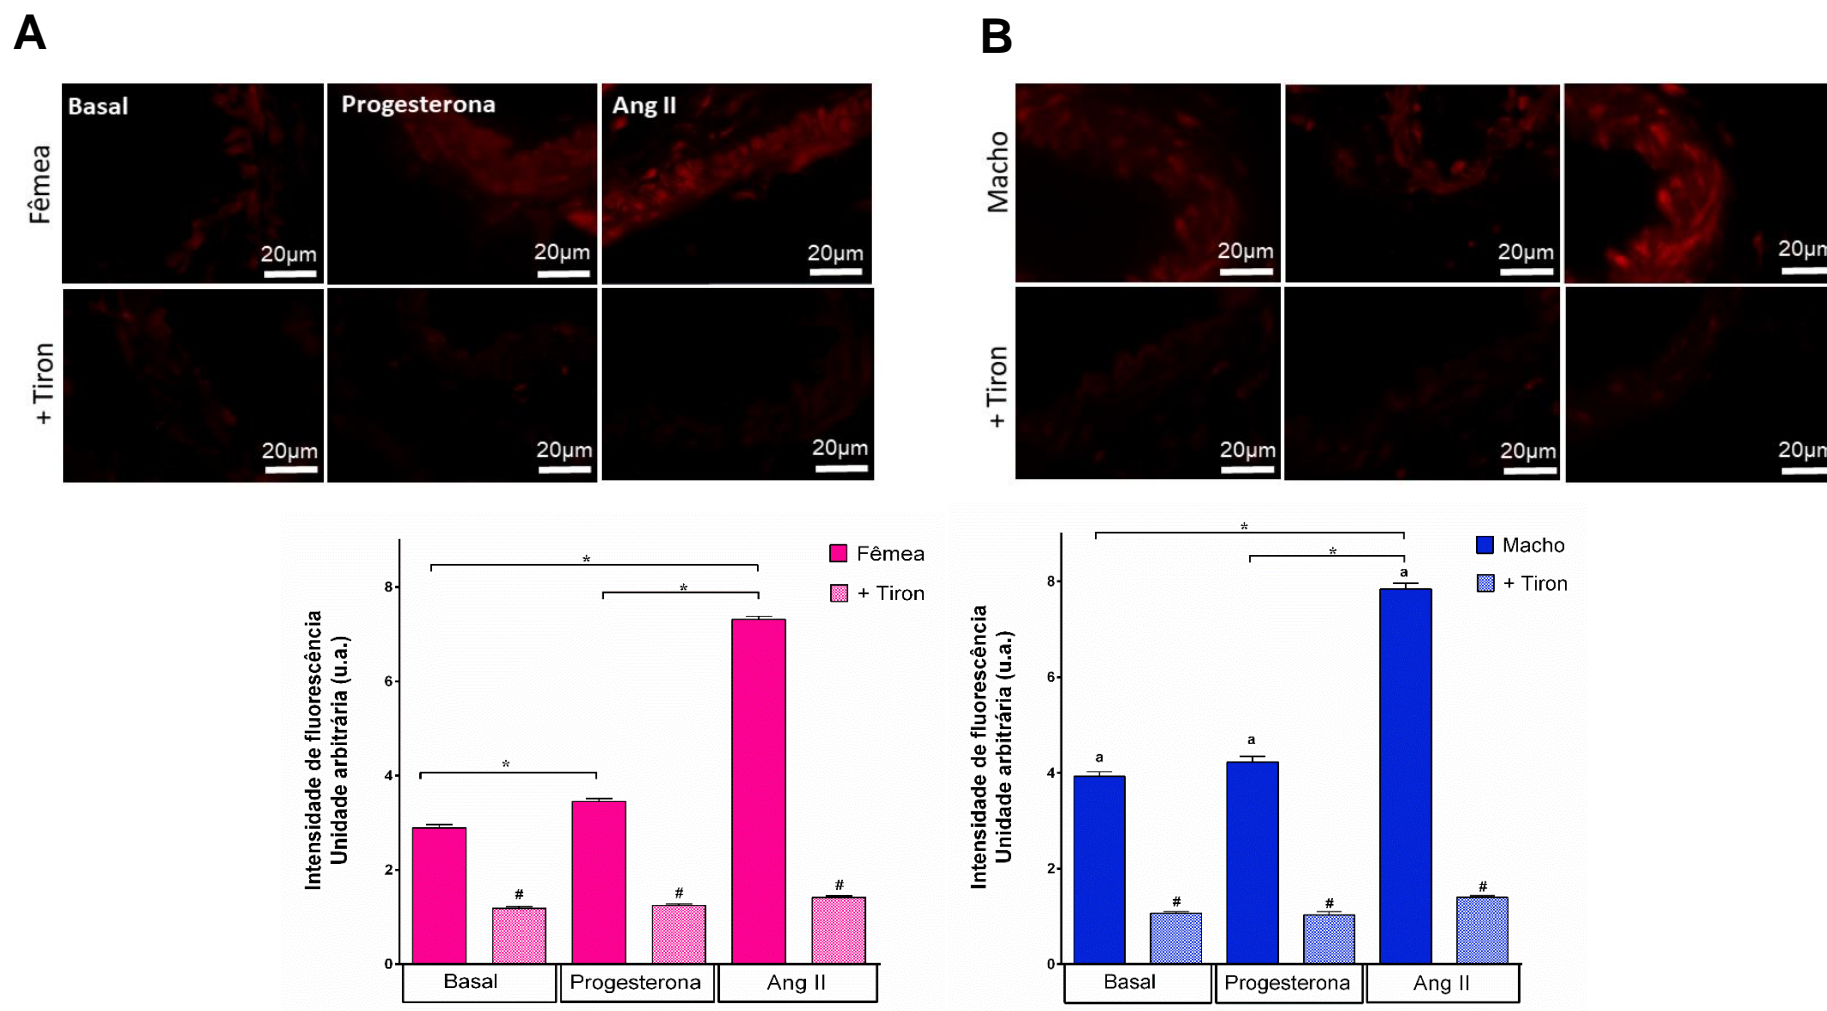 A
B
Fêmea
Basal
Progesterona
Ang II
20µm
20µm
20µm
+ Tiron
20µm
20µm
20µm
Macho
20µm
20µm
20µm
+ Tiron
20µm
20µm
20µm
Intensidade de fluorescência
Unidade arbitrária (u.a.)
8
6
4
2
0
*
*
*
#
#
#
Fêmea
+ Tiron
Basal
Progesterona
Ang II
Intensidade de fluorescência
Unidade arbitrária (u.a.)
8
6
4
2
0
*
*
a
a
a
#
#
#
Macho
+ Tiron
Basal
Progesterona
Ang II